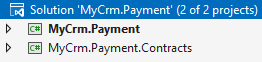 Solution 'MyCrm.Payment' (2 of 2 projects)
C# MyCrm.Payment
C# MyCrm.Payment.Contracts